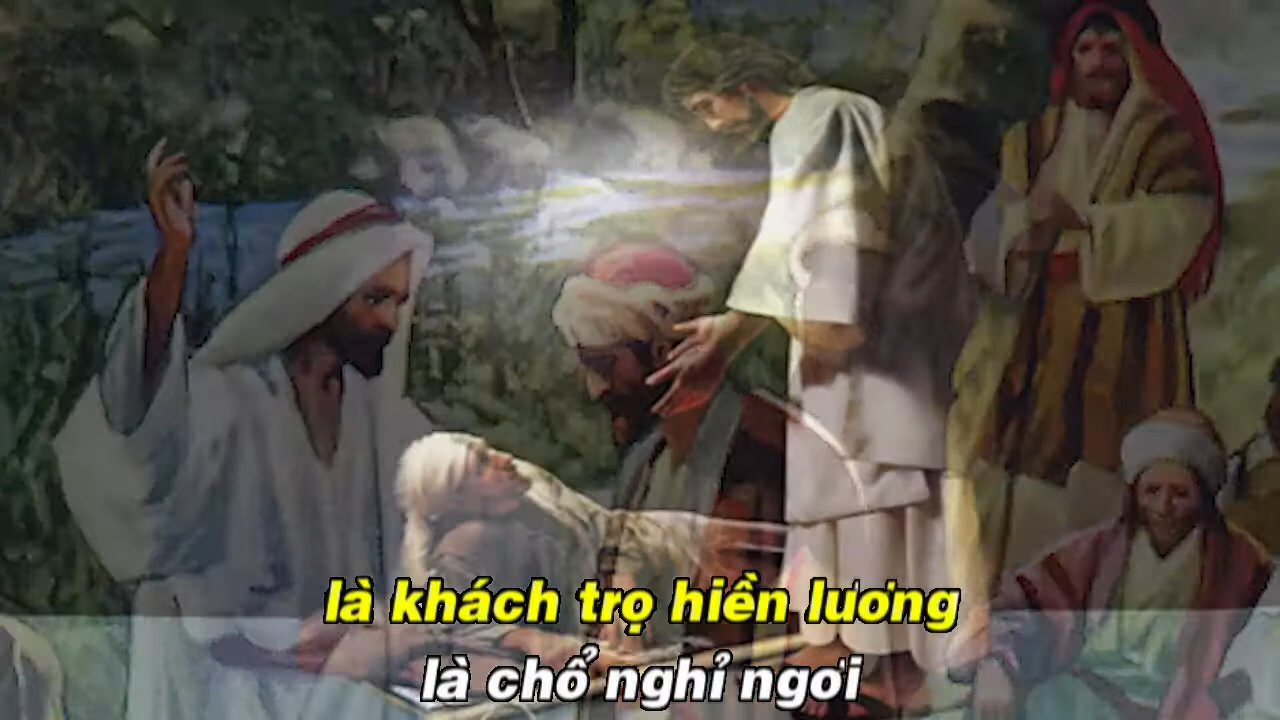 là khách trọ hiền lương
là chổ nghỉ ngơi